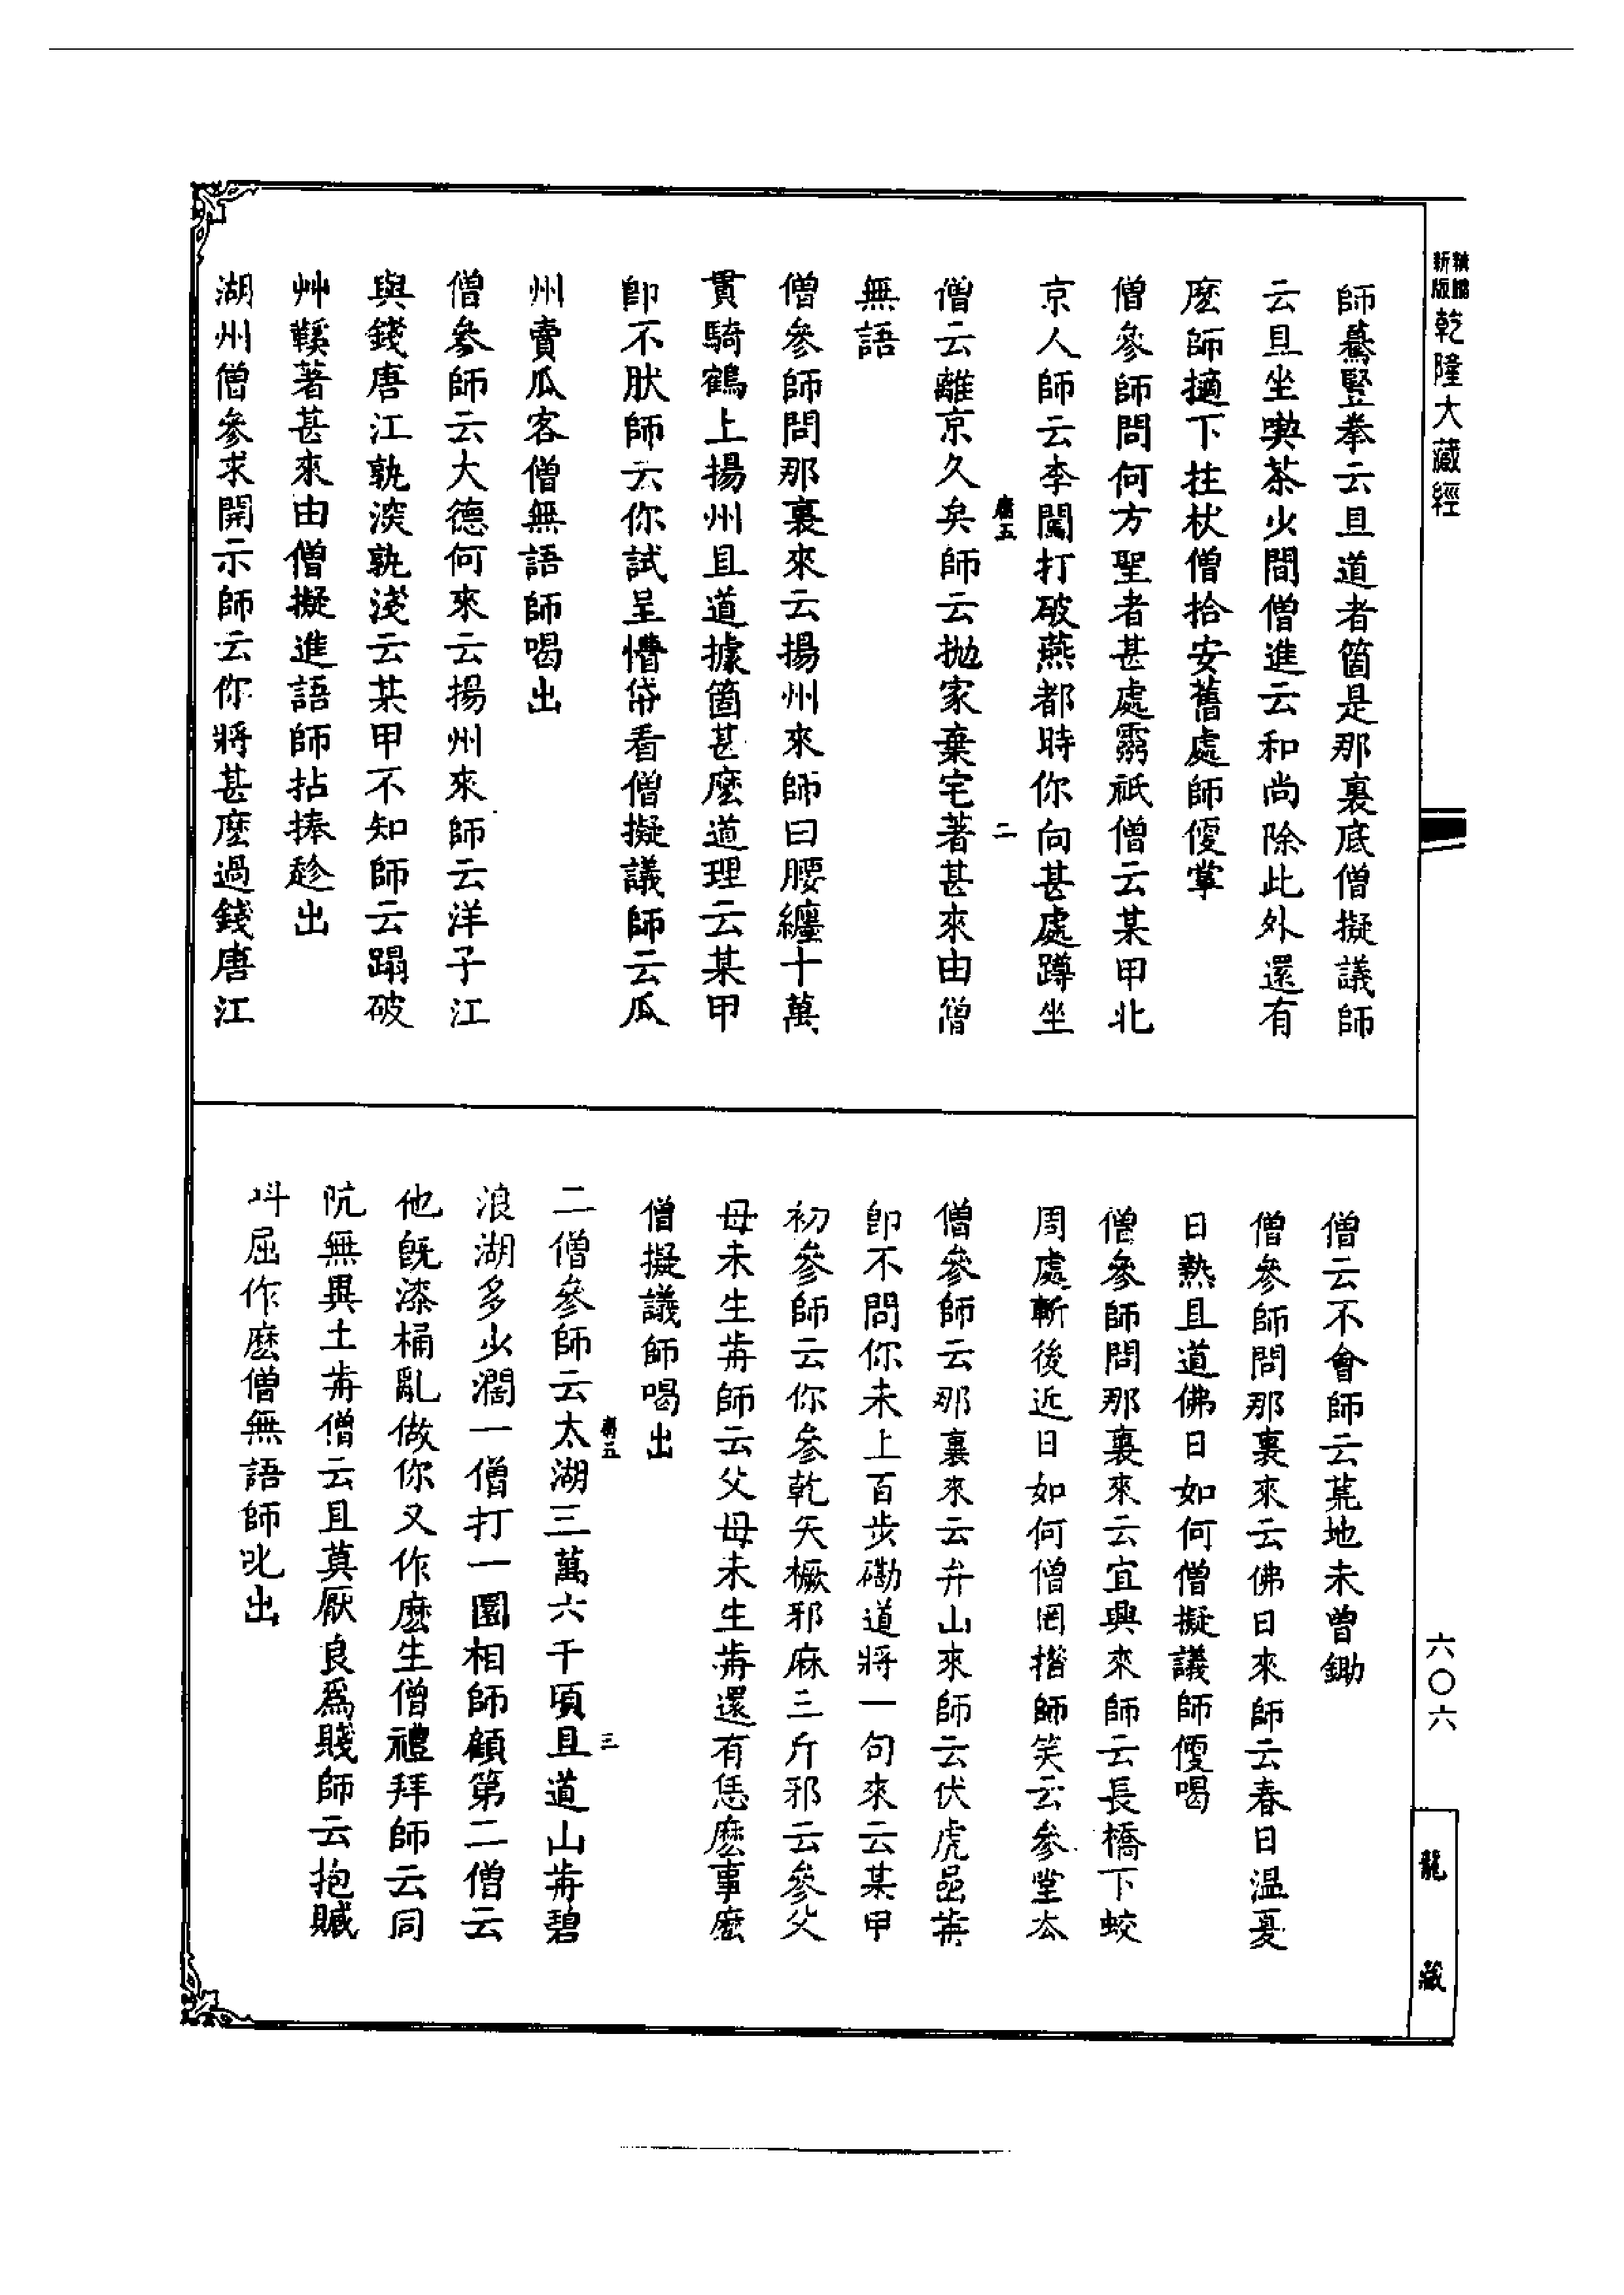 新版
乾隆大藏經
師驀豎拳云且道者箇是那裏底僧擬議師
云且坐喫茶少間僧進云和尚除此外還有
麼師擿下拄杖僧拾安舊處師便掌
僧參師問何方聖者甚處靈祇僧云某甲北
京人師云李闖打破燕都時你向甚處蹲坐
五 二
僧云離京久矣師云拋家棄宅著甚來由僧
無語
僧參師問那裏來云揚州來師曰腰纏十萬
貫騎鶴上揚州且道據箇甚麼道理云某甲
卽不肰師云你試呈懵帒看僧擬議師云瓜
州賣瓜客僧無語師喝出
僧參師云大德何來云揚州來師云洋子江
與錢唐江孰深孰淺云某甲不知師云蹋破
艸鞵著甚來由僧擬進語師拈捧趁出
湖州僧參求開示師云你將甚麼過錢唐江
僧云不會師云荒地未曾鋤
僧參師問那裏來云佛日來師云春日温夏
日熱且道佛日如何僧擬議師便喝
僧參師問那裏來云宜興來師云長橋下蛟
周處斬後近日如何僧罔措師笑云參堂去
僧參師云那裏來云弁山來師云伏虎嵒歬
卽不問你未上百步磡道將一句來云某甲
初參師云你參乾矢橛邪麻三斤邪云參父
母未生歬師云父母未生歬還有恁麼事麼
僧擬議師喝出
五 三
二僧參師云太湖三萬六千頃且道山歬碧
浪湖多少濶一僧打一圓相師顧第二僧云
他旣漆桶亂做你又作麼生僧禮拜師云同
阬無異土歬僧云且莫厭良爲賤師云抱贓
叫屈作麼僧無語師叱出
六〇六
龍藏